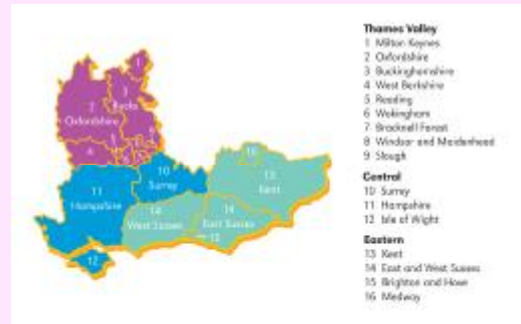 Thames Valley
1 Milton Keynes
2 Oxfordshire
3 Buckinghamshire
4 West Berkshire
5 Reading
6 Wokingham
7 Bracknell Forest
8 Windsor and Maidenhead
9 Slough
Central
10 Surrey
11 Hampshire
12 Isle of Wight
Eastern
13 Kent
14 East and West Sussex
15 Brighton and Hove
16 Medway
1
3
Bucks
2
Oxfordshire
4
10
Surrey
16
13
Kent
11
Hampshire
14
West Sussex
14
East Sussex
15
12